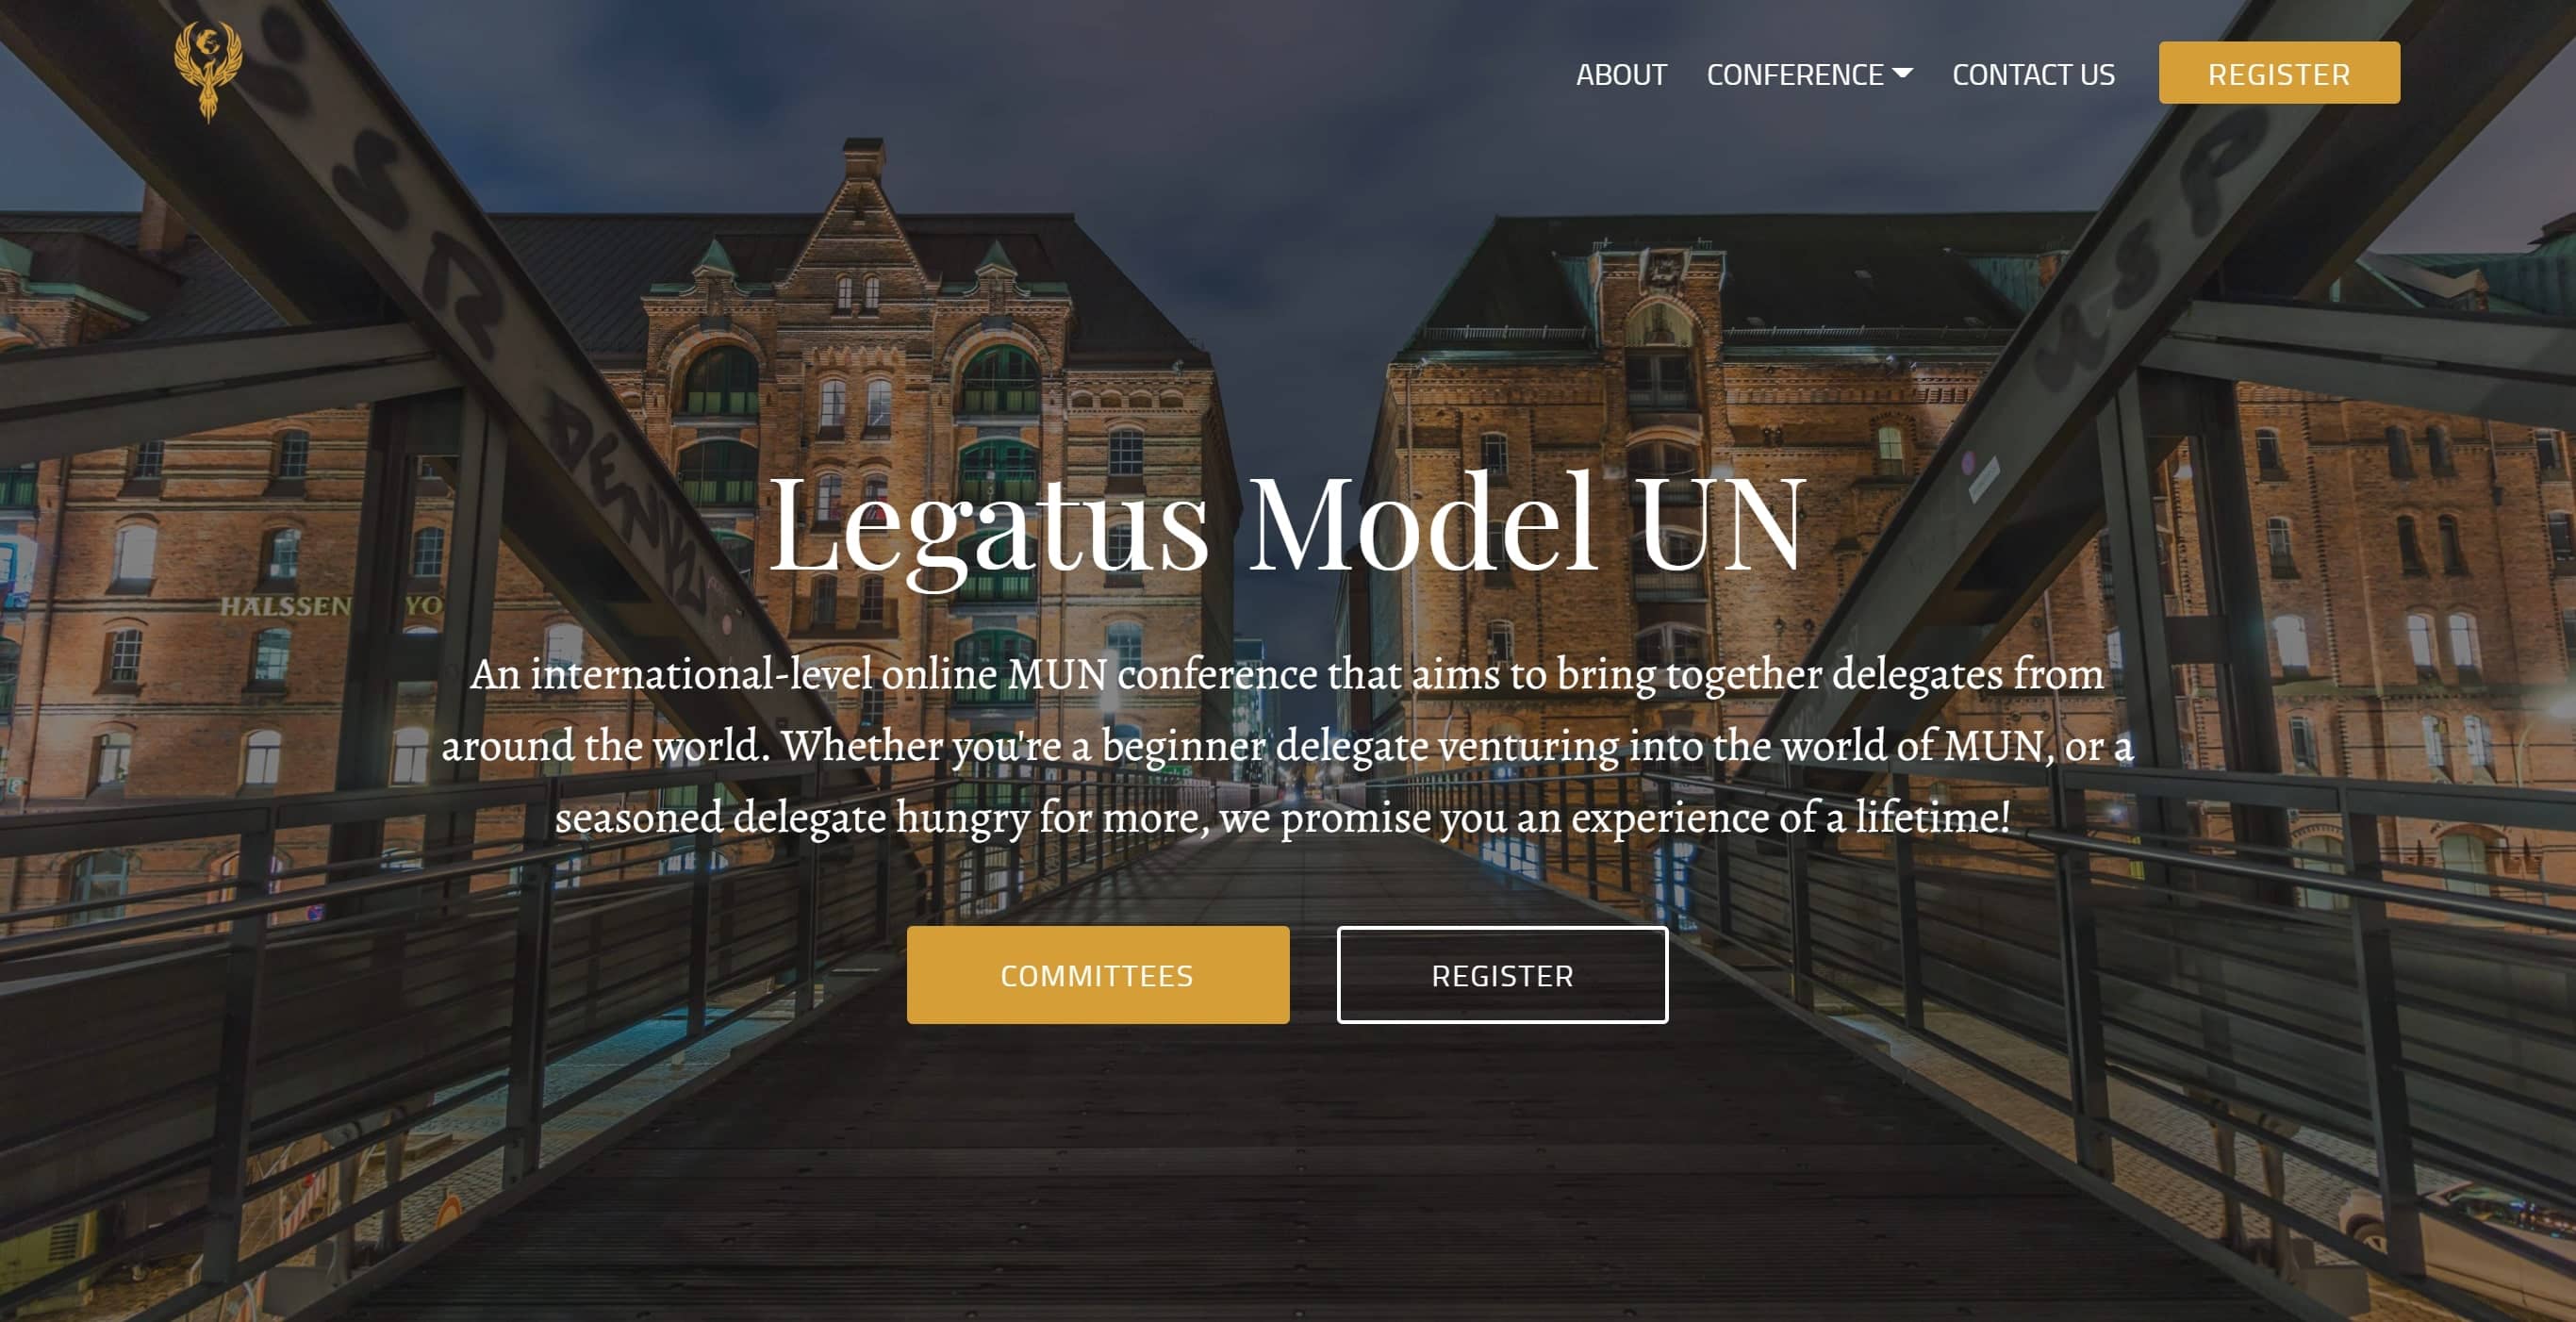 ABOUT CONFERENCE CONTACT US REGISTER
Legatus Model UN
HÄLSSEN YO
An international-level online MUN conference that aims to bring together delegates from
around the world. Whether you're a beginner delegate venturing into the world of MUN, or a
seasoned delegate hungry for more, we promise you an experience of a lifetime!
COMMITTEES REGISTER